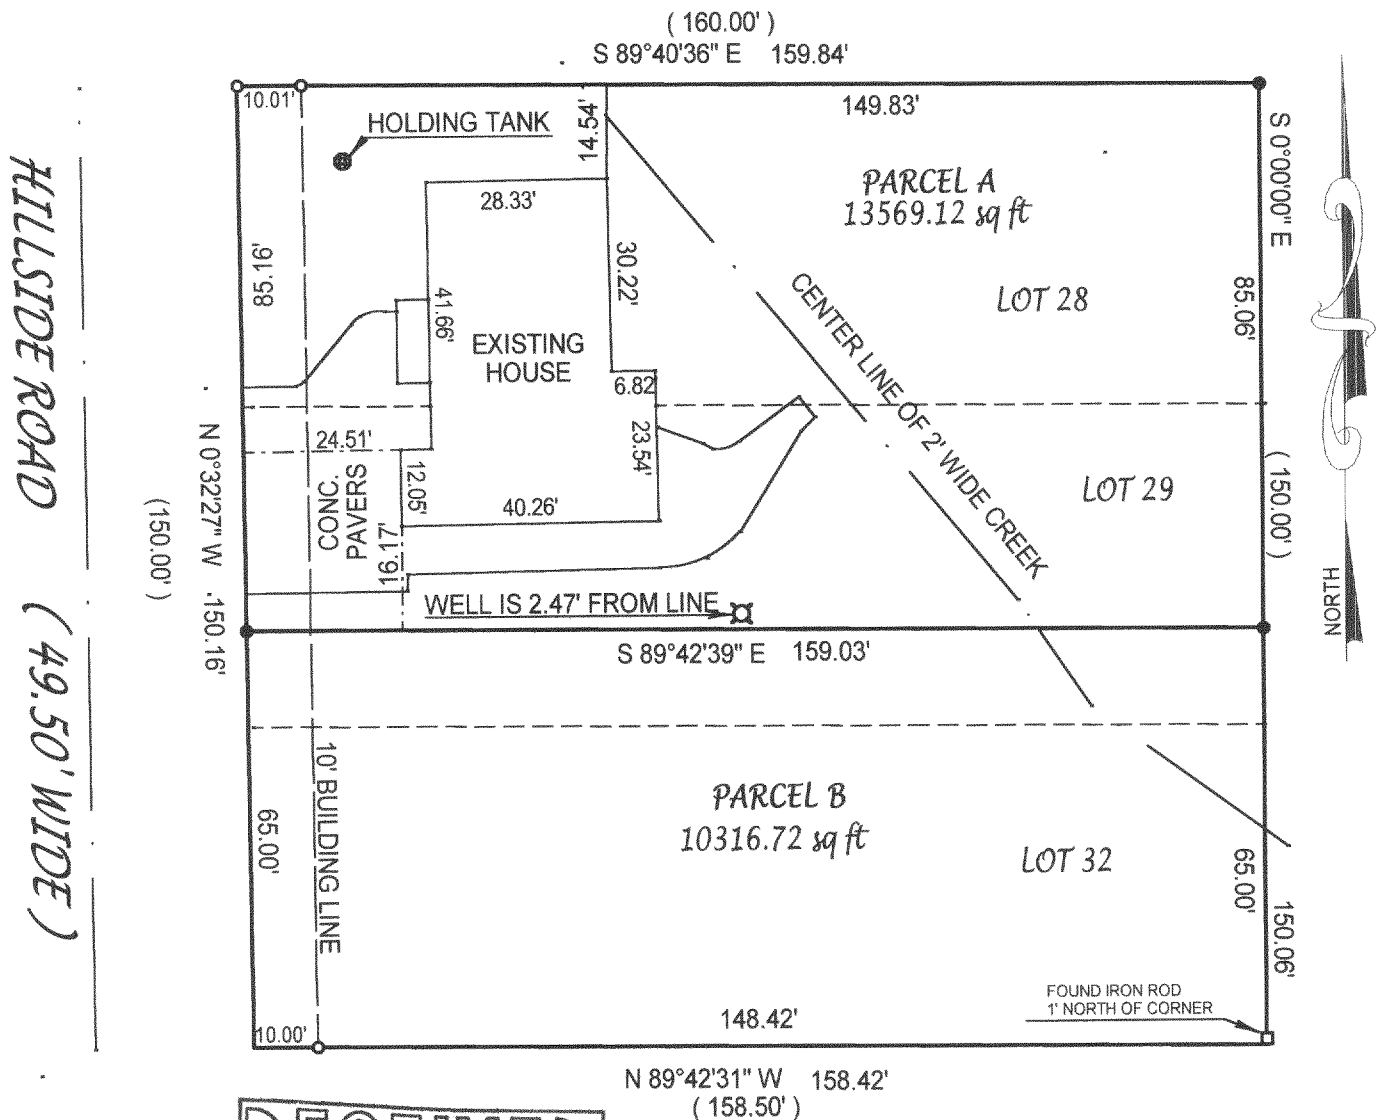 ( 160.00' )
S 89°40'36" E 159.84'
10.01'
149.83'
HOLDING TANK
14.54'
S 0°00'00" E
PARCEL A
13569.12 sq ft
28.33'
85.16'
30.22'
41.66'
LOT 28
85.06'
EXISTING
HOUSE
6.82
CENTER LINE OF 2' WIDE CREEK
HILLSIDE ROAD ( 49.50' WIDE )
N 0°32'27" W 150.16'
(150.00' )
24.51'
23.54'
12.05'
CONC.
PAVERS
40.26'
16.17'
LOT 29
( 150.00' )
NORTH
WELL IS 2.47' FROM LINE
S 89°42'39" E 159.03'
10' BUILDING LINE
PARCEL B
10316.72 sq ft
65.00'
LOT 32
65.00'
150.06'
FOUND IRON ROD
1' NORTH OF CORNER
148.42'
10.00'
N 89°42'31" W 158.42'
( 158.50' )